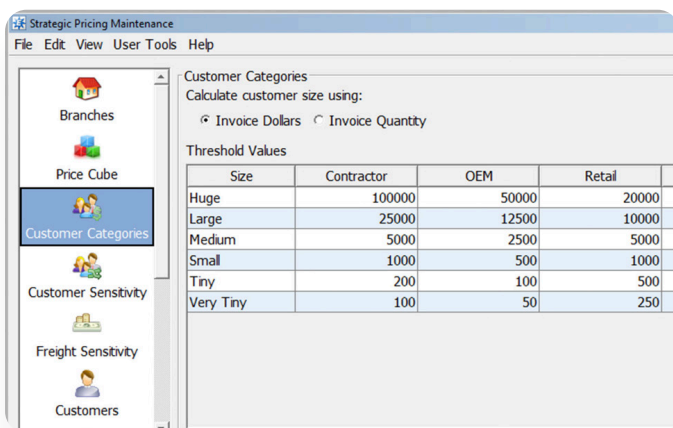 Strategic Pricing Maintenance
File Edit View User Tools Help
Branches
Price Cube
Customer Categories
Customer Sensitivity
Freight Sensitivity
Customers
Customer Categories
Calculate customer size using:
Invoice Dollars Invoice Quantity
Threshold Values
Size Contractor OEM Retail
Huge 100000 50000 20000
Large 25000 12500 10000
Medium 5000 2500 5000
Small 1000 500 1000
Tiny 200 100 500
Very Tiny 100 50 250